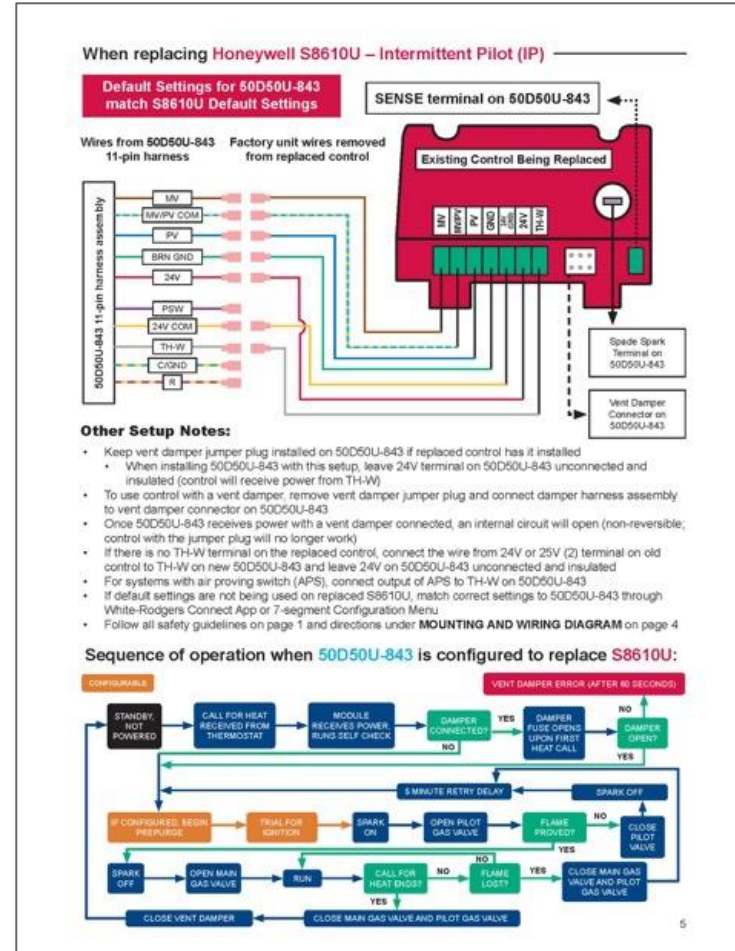 When replacing Honeywell S8610U – Intermittent Pilot (IP)
Default Settings for 50D50U-843
match S8610U Default Settings
SENSE terminal on 50D50U-843
Wires from 50D50U-843
11-pin harness
Factory unit wires removed
from replaced control
Existing Control Being Replaced
50D50U-843 11-pin harness assembly
MV
MV/PV COM
PV
BRN GND
24V
PSW
24V COM
TH-W
C/GND
R
MV
MV/PV
PV
GND
24V
GND
24V
TH-W
Spade Spark
Terminal on
50D50U-843
Vent Damper
Connector on
50D50U-843
Other Setup Notes:
• Keep vent damper jumper plug installed on 50D50U-843 if replaced control has it installed
• When installing 50D50U-843 with this setup, leave 24V terminal on 50D50U-843 unconnected and
insulated (control will receive power from TH-W)
• To use control with a vent damper, remove vent damper jumper plug and connect damper harness assembly
to vent damper connector on 50D50U-843
• Once 50D50U-843 receives power with a vent damper connected, an internal circuit will open (non-reversible;
control with the jumper plug will no longer work)
• If there is no TH-W terminal on the replaced control, connect the wire from 24V or 25V (2) terminal on old
control to TH-W on new 50D50U-843 and leave 24V on 50D50U-843 unconnected and insulated
• For systems with air proving switch (APS), connect output of APS to TH-W on 50D50U-843
• If default settings are not being used on replaced S8610U, match correct settings to 50D50U-843 through
White-Rodgers Connect App or 7-segment Configuration Menu
• Follow all safety guidelines on page 1 and directions under MOUNTING AND WIRING DIAGRAM on page 4
Sequence of operation when 50D50U-843 is configured to replace S8610U:
CONFIGURABLE
VENT DAMPER ERROR (AFTER 60 SECONDS)
STANDBY,
NOT
POWERED
CALL FOR HEAT
RECEIVED FROM
THERMOSTAT
MODULE
RECEIVES POWER,
RUNS SELF CHECK
DAMPER
CONNECTED?
YES
NO
DAMPER
FUSE OPENS
UPON FIRST
HEAT CALL
NO
DAMPER
OPEN?
YES
5 MINUTE RETRY DELAY
SPARK OFF
IF CONFIGURED, BEGIN
PREPURGE
TRIAL FOR
IGNITION
SPARK
ON
OPEN PILOT
GAS VALVE
FLAME
PROVED?
NO
YES
CLOSE
PILOT
VALVE
SPARK
OFF
OPEN MAIN
GAS VALVE
RUN
CALL FOR
HEAT ENDS?
NO
YES
NO
FLAME
LOST?
YES
CLOSE MAIN GAS
VALVE AND PILOT
GAS VALVE
CLOSE VENT DAMPER
CLOSE MAIN GAS VALVE AND PILOT GAS VALVE
5